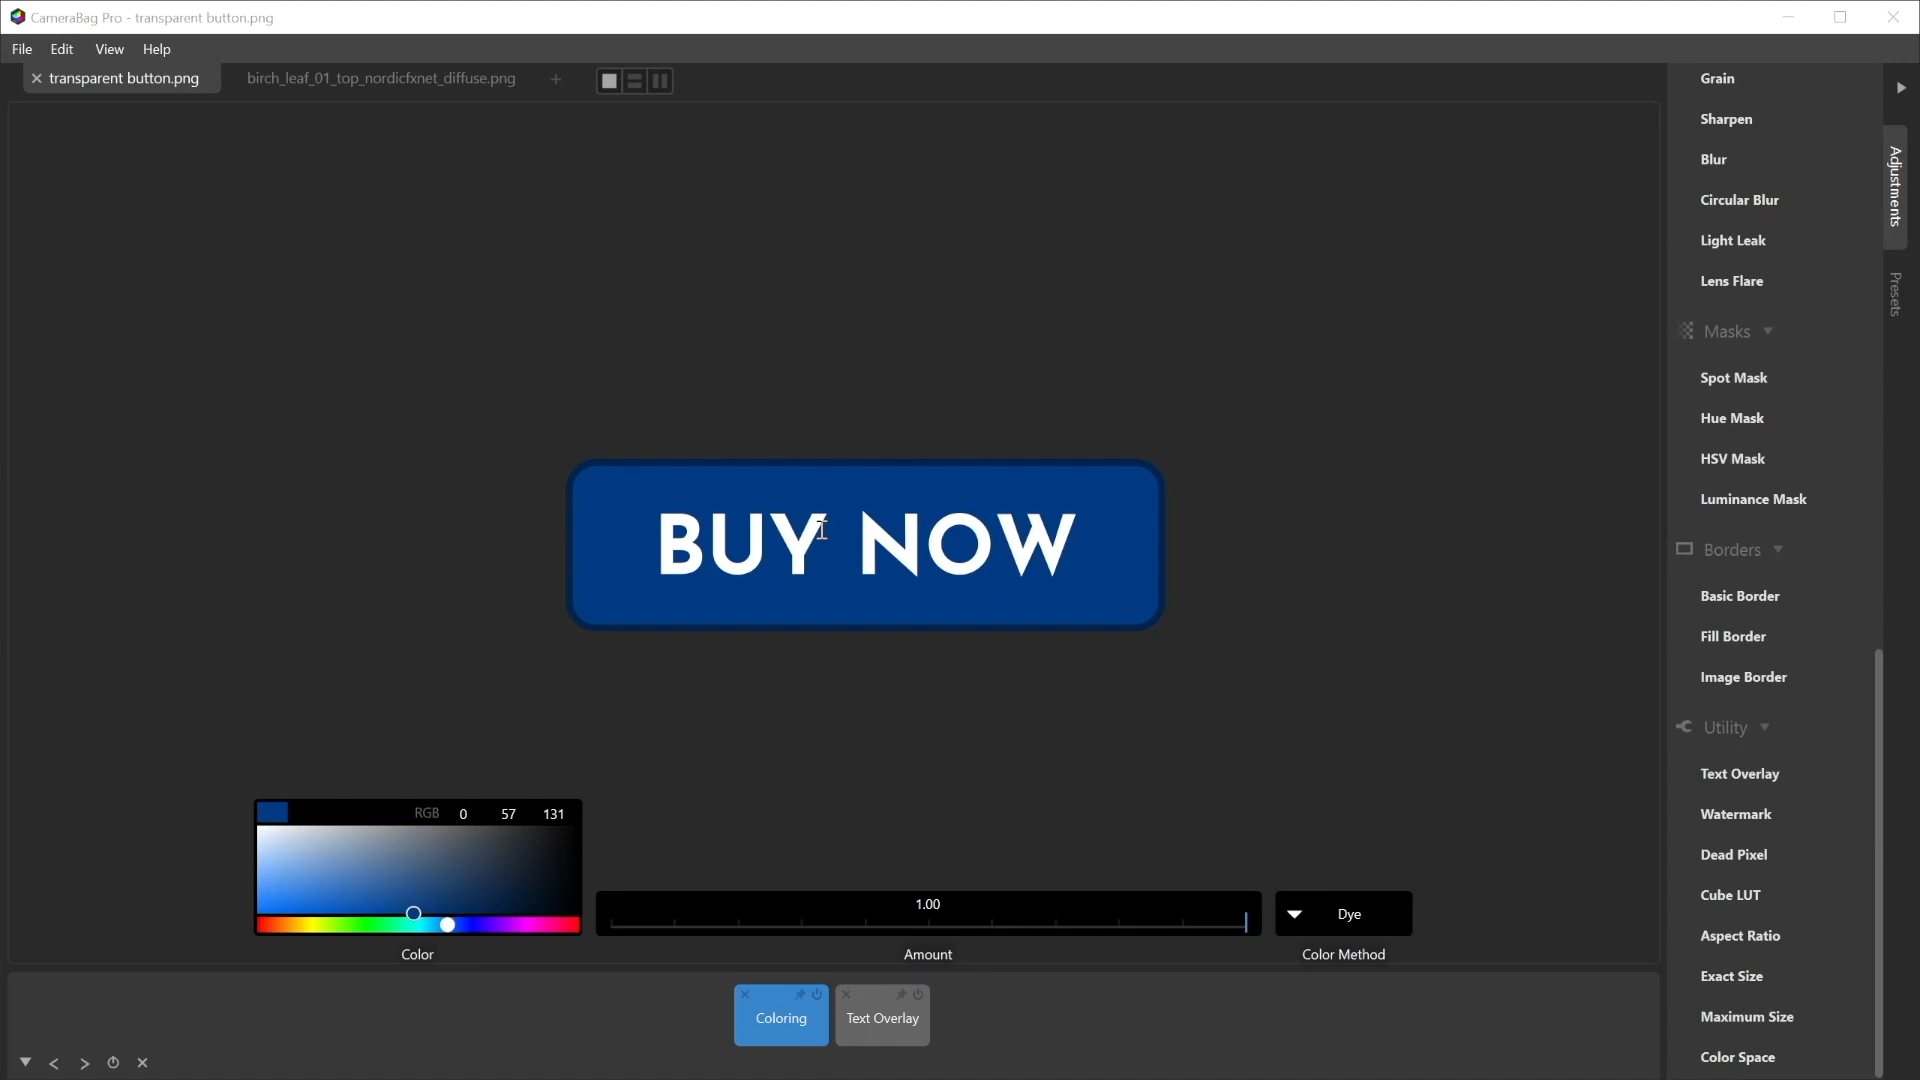 CameraBag Pro - transparent button.png
File Edit View Help
transparent button.png birch_leaf_01_top_nordicfxnet_diffuse.png
Grain
Sharpen
Blur
Circular Blur
Light Leak
Lens Flare
Masks
Spot Mask
Hue Mask
HSV Mask
Luminance Mask
Borders
Basic Border
Fill Border
Image Border
Utility
Text Overlay
Watermark
Dead Pixel
Cube LUT
Aspect Ratio
Exact Size
Maximum Size
Color Space
Adjustments
Presets
BUY NOW
RGB 0 57 131
Color
1.00
Amount
Dye
Color Method
Coloring
Text Overlay